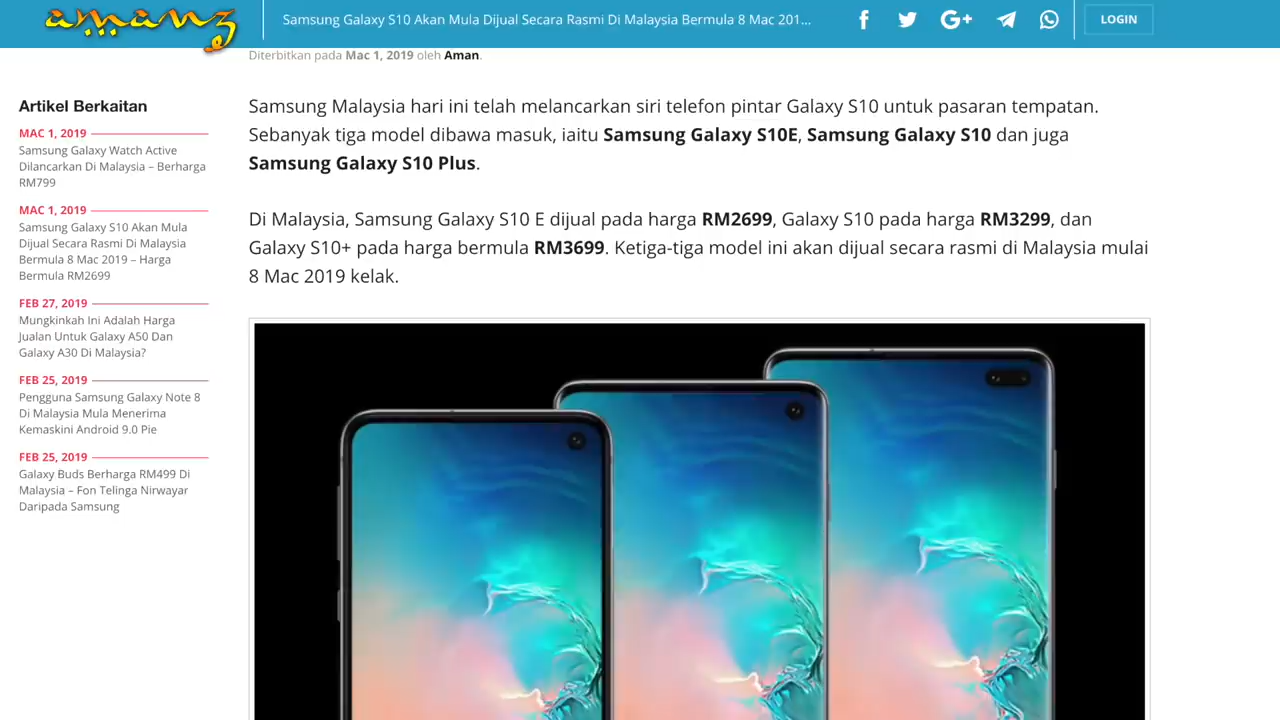 amanz
Samsung Galaxy S10 Akan Mula Dijual Secara Rasmi Di Malaysia Bermula 8 Mac 201...
LOGIN
Diterbitkan pada Mac 1, 2019 oleh Aman.
Artikel Berkaitan
MAC 1, 2019
Samsung Galaxy Watch Active
Dilancarkan Di Malaysia – Berharga
RM799
MAC 1, 2019
Samsung Galaxy S10 Akan Mula
Dijual Secara Rasmi Di Malaysia
Bermula 8 Mac 2019 – Harga
Bermula RM2699
FEB 27, 2019
Mungkinkah Ini Adalah Harga
Jualan Untuk Galaxy A50 Dan
Galaxy A30 Di Malaysia?
FEB 25, 2019
Pengguna Samsung Galaxy Note 8
Di Malaysia Mula Menerima
Kemaskini Android 9.0 Pie
FEB 25, 2019
Galaxy Buds Berharga RM499 Di
Malaysia – Fon Telinga Nirwayar
Daripada Samsung
Samsung Malaysia hari ini telah melancarkan siri telefon pintar Galaxy S10 untuk pasaran tempatan.
Sebanyak tiga model dibawa masuk, iaitu Samsung Galaxy S10E, Samsung Galaxy S10 dan juga
Samsung Galaxy S10 Plus.
Di Malaysia, Samsung Galaxy S10 E dijual pada harga RM2699, Galaxy S10 pada harga RM3299, dan
Galaxy S10+ pada harga bermula RM3699. Ketiga-tiga model ini akan dijual secara rasmi di Malaysia mulai
8 Mac 2019 kelak.